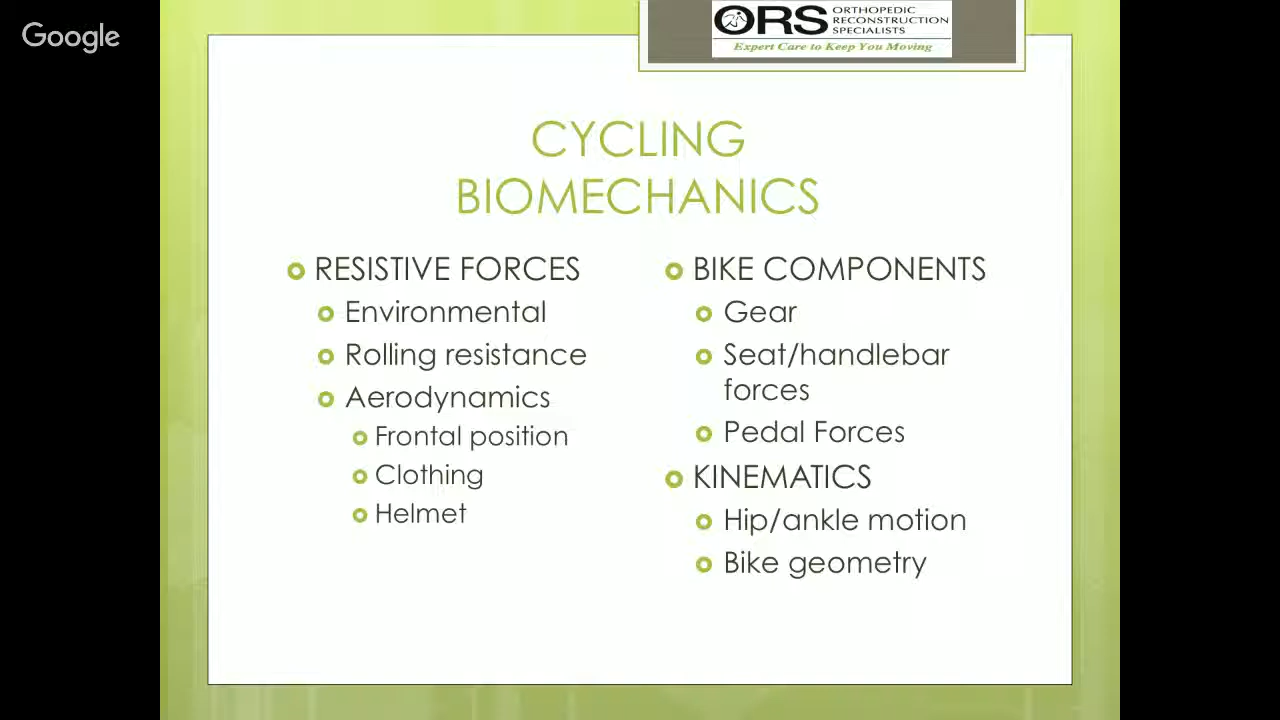 Google
ORS
ORTHOPEDIC
RECONSTRUCTION
SPECIALISTS
Expert Care to Keep You Moving
CYCLING
BIOMECHANICS
RESISTIVE FORCES
Environmental
Rolling resistance
Aerodynamics
Frontal position
Clothing
Helmet
BIKE COMPONENTS
Gear
Seat/handlebar
forces
Pedal Forces
KINEMATICS
Hip/ankle motion
Bike geometry